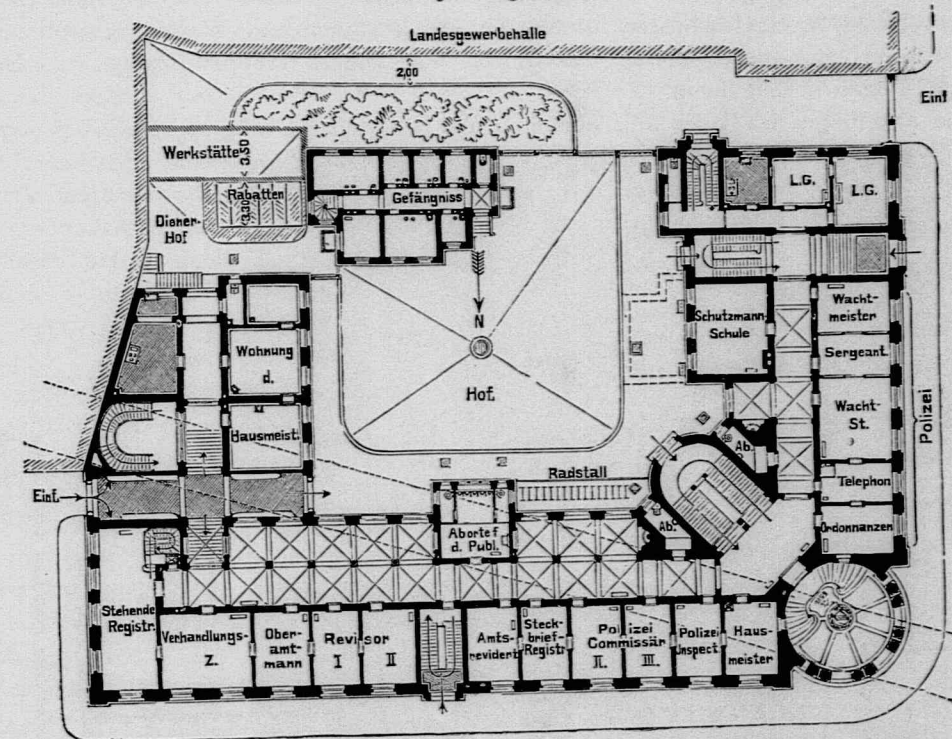 Landesgewerbehalle
2,00
Einf
Werkstätte
3,50
Rabatten
3,00
Diener-
Hof
Gefängniss
L.G.
L.G.
N
Hof.
Schutzmann-
Schule
Wacht-
meister
Sergeant.
Wacht-
St.
Polizei
Wohnung
d.
Hausmeist.
Ab.
Telephon
Radstall
Einf.
Ab.
Ordonnanzen
Aborte f.
d. Publ.
Stehende
Registr.
Verhandlungs-
Z.
Ober-
amt-
mann
Revisor
I
II
Amts-
revident
Steck-
brief-
Registr
Polizei
Commissär
II.
III.
Polizei
Inspect.
Haus-
meister